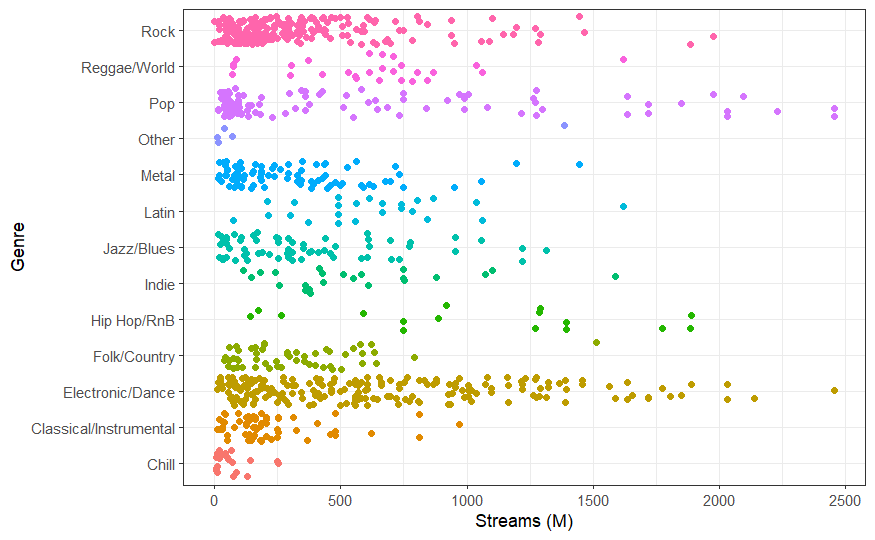 Rock
Reggae/World
Pop
Other
Metal
Latin
Jazz/Blues
Indie
Hip Hop/RnB
Folk/Country
Electronic/Dance
Classical/Instrumental
Chill
Genre
0 500 1000 1500 2000 2500
Streams (M)